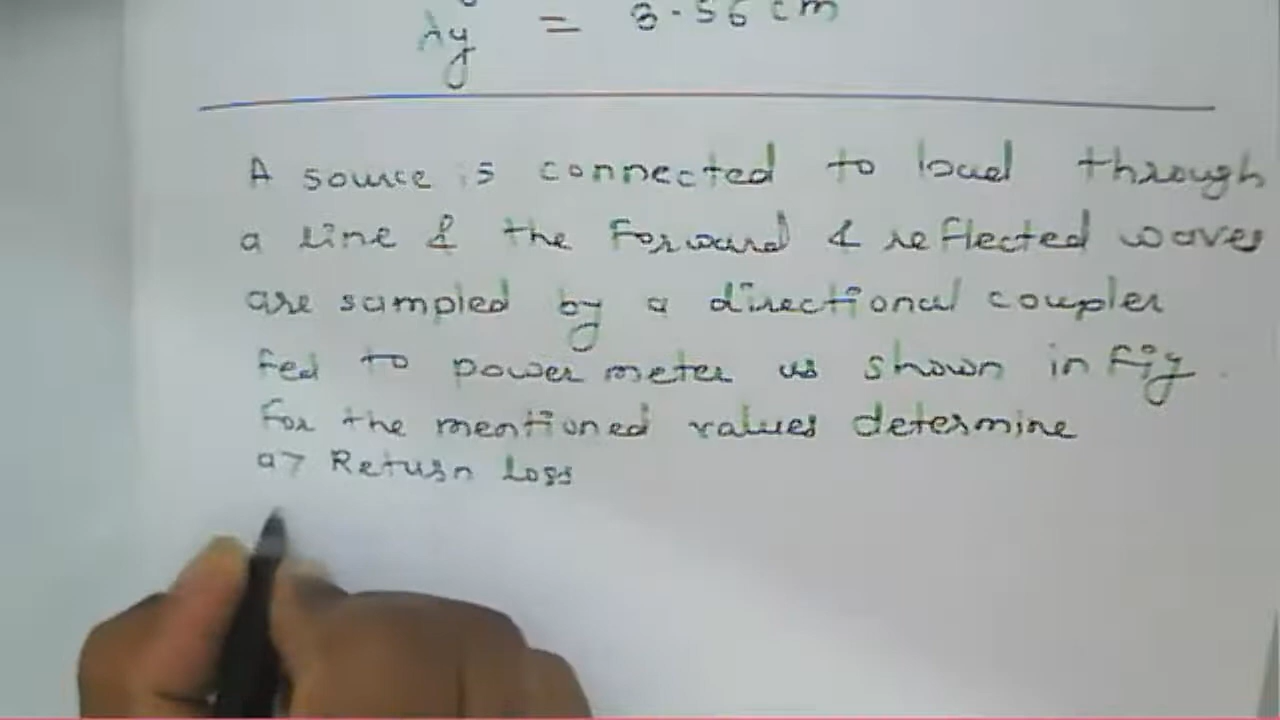 λg = 3.56 cm
A source is connected to load through
a line & the forward & reflected waves
are sampled by a directional coupler
fed to power meter as shown in Fig.
For the mentioned values determine
a> Return Loss